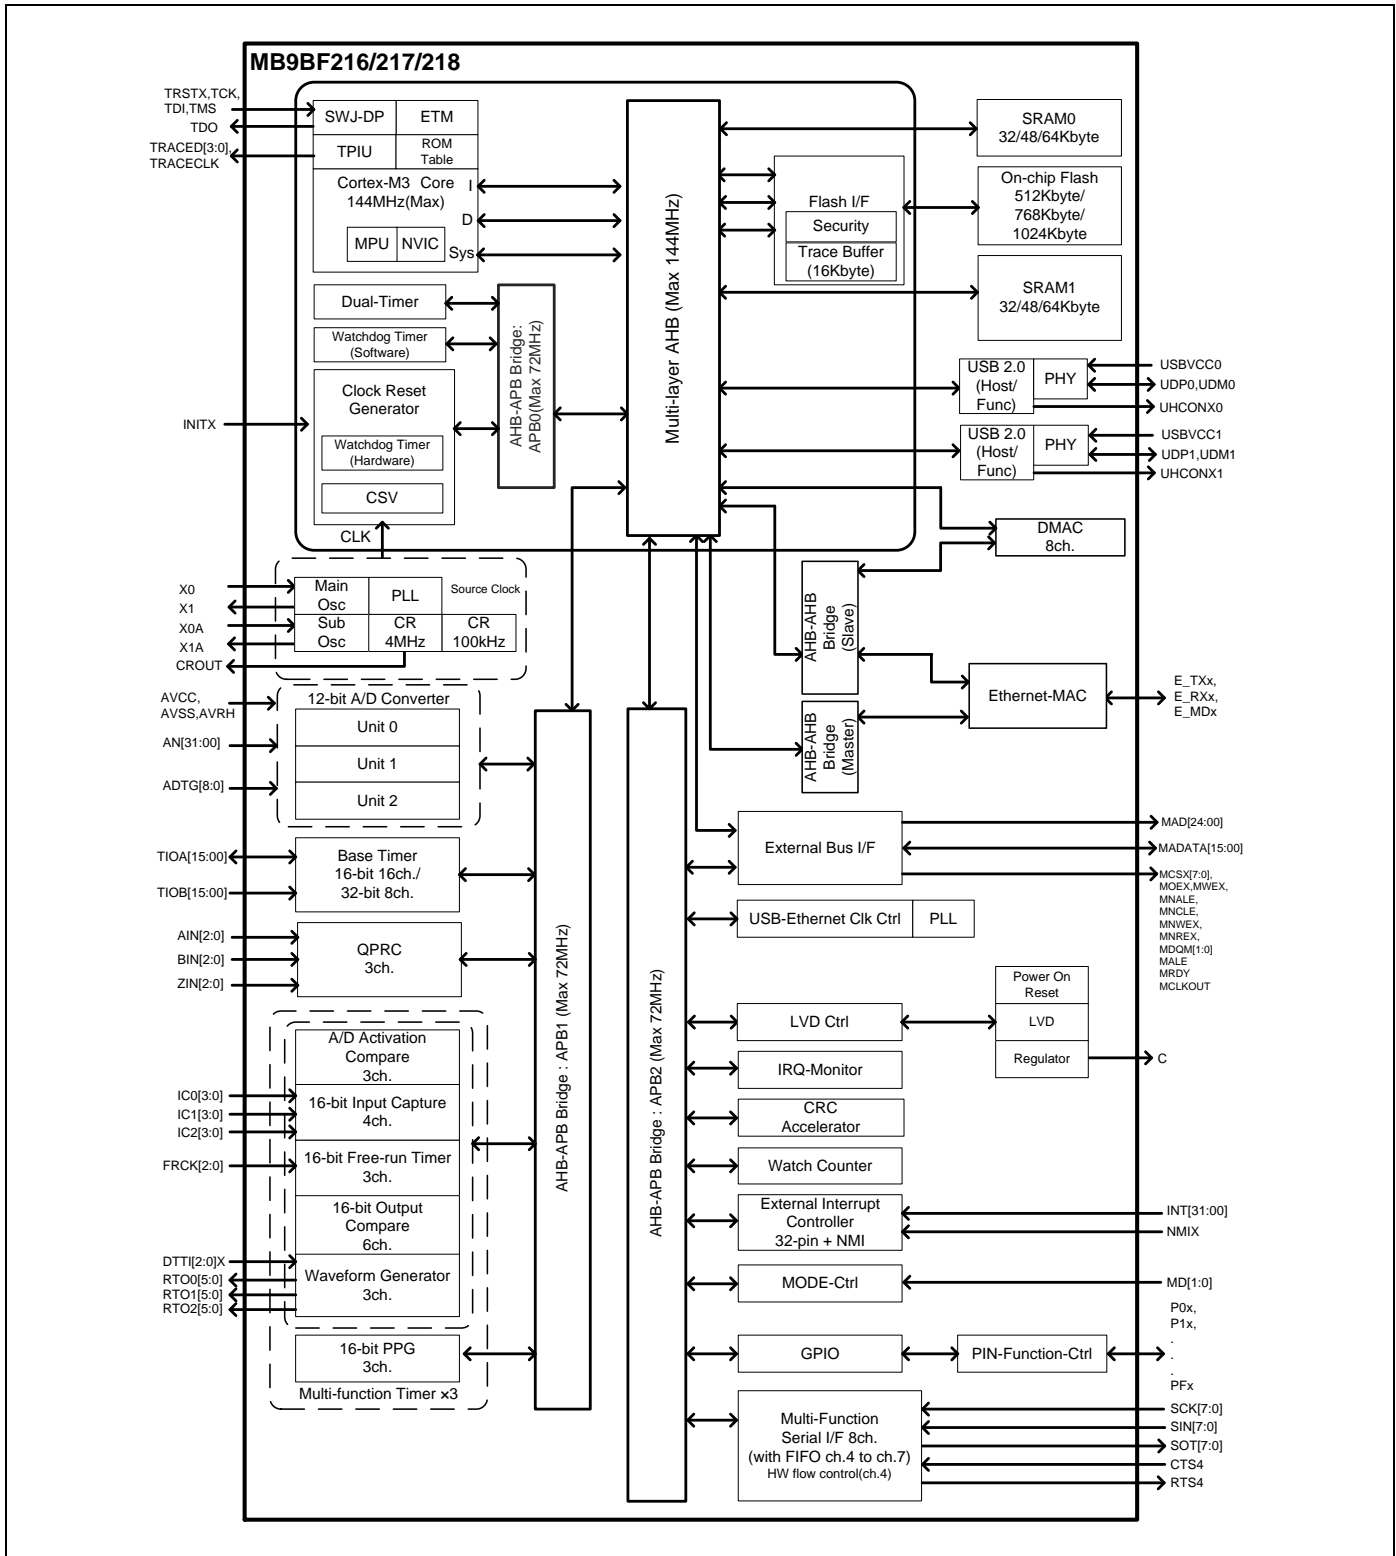 MB9BF216/217/218
TRSTX,TCK,
TDI,TMS
TDO
TRACED[3:0],
TRACECLK
SWJ-DP
ETM
TPIU
ROM
Table
Cortex-M3 Core
144MHz(Max)
I
D
Sys
MPU
NVIC
Dual-Timer
Watchdog Timer
(Software)
Clock Reset
Generator
Watchdog Timer
(Hardware)
CSV
CLK
INITX
AHB-APB Bridge:
APB0(Max 72MHz)
Multi-layer AHB (Max 144MHz)
Flash I/F
Security
Trace Buffer
(16Kbyte)
SRAM0
32/48/64Kbyte
On-chip Flash
512Kbyte/
768Kbyte/
1024Kbyte
SRAM1
32/48/64Kbyte
USB 2.0
(Host/
Func)
PHY
USBVCC0
UDP0,UDM0
UHCONX0
USB 2.0
(Host/
Func)
PHY
USBVCC1
UDP1,UDM1
UHCONX1
DMAC
8ch.
AHB-AHB
Bridge
(Slave)
AHB-AHB
Bridge
(Master)
Ethernet-MAC
E_TXx,
E_RXx,
E_MDx
X0
X1
X0A
X1A
CROUT
Main
Osc
PLL
Source Clock
Sub
Osc
CR
4MHz
CR
100kHz
AVCC,
AVSS,AVRH
AN[31:00]
ADTG[8:0]
12-bit A/D Converter
Unit 0
Unit 1
Unit 2
TIOA[15:00]
TIOB[15:00]
Base Timer
16-bit 16ch./
32-bit 8ch.
AIN[2:0]
BIN[2:0]
ZIN[2:0]
QPRC
3ch.
A/D Activation
Compare
3ch.
IC0[3:0]
IC1[3:0]
IC2[3:0]
16-bit Input Capture
4ch.
FRCK[2:0]
16-bit Free-run Timer
3ch.
16-bit Output
Compare
6ch.
DTTI[2:0]X
RTO0[5:0]
RTO1[5:0]
RTO2[5:0]
Waveform Generator
3ch.
16-bit PPG
3ch.
Multi-function Timer ×3
AHB-APB Bridge : APB1 (Max 72MHz)
AHB-APB Bridge : APB2 (Max 72MHz)
External Bus I/F
MAD[24:00]
MADATA[15:00]
MCSX[7:0],
MOEX,MWEX,
MNALE,
MNCLE,
MNWEX,
MNREX,
MDQM[1:0]
MALE
MRDY
MCLKOUT
USB-Ethernet Clk Ctrl
PLL
LVD Ctrl
Power On
Reset
LVD
Regulator
C
IRQ-Monitor
CRC
Accelerator
Watch Counter
External Interrupt
Controller
32-pin + NMI
INT[31:00]
NMIX
MODE-Ctrl
MD[1:0]
GPIO
PIN-Function-Ctrl
P0x,
P1x,
.
.
.
PFx
Multi-Function
Serial I/F 8ch.
(with FIFO ch.4 to ch.7)
HW flow control(ch.4)
SCK[7:0]
SIN[7:0]
SOT[7:0]
CTS4
RTS4